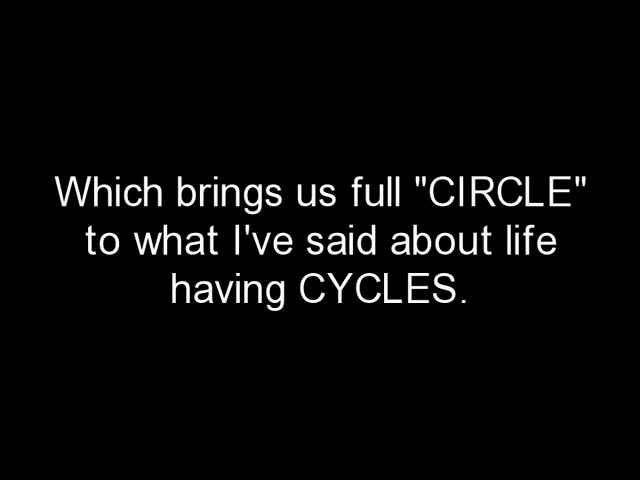 Which brings us full "CIRCLE"
to what I've said about life
having CYCLES.